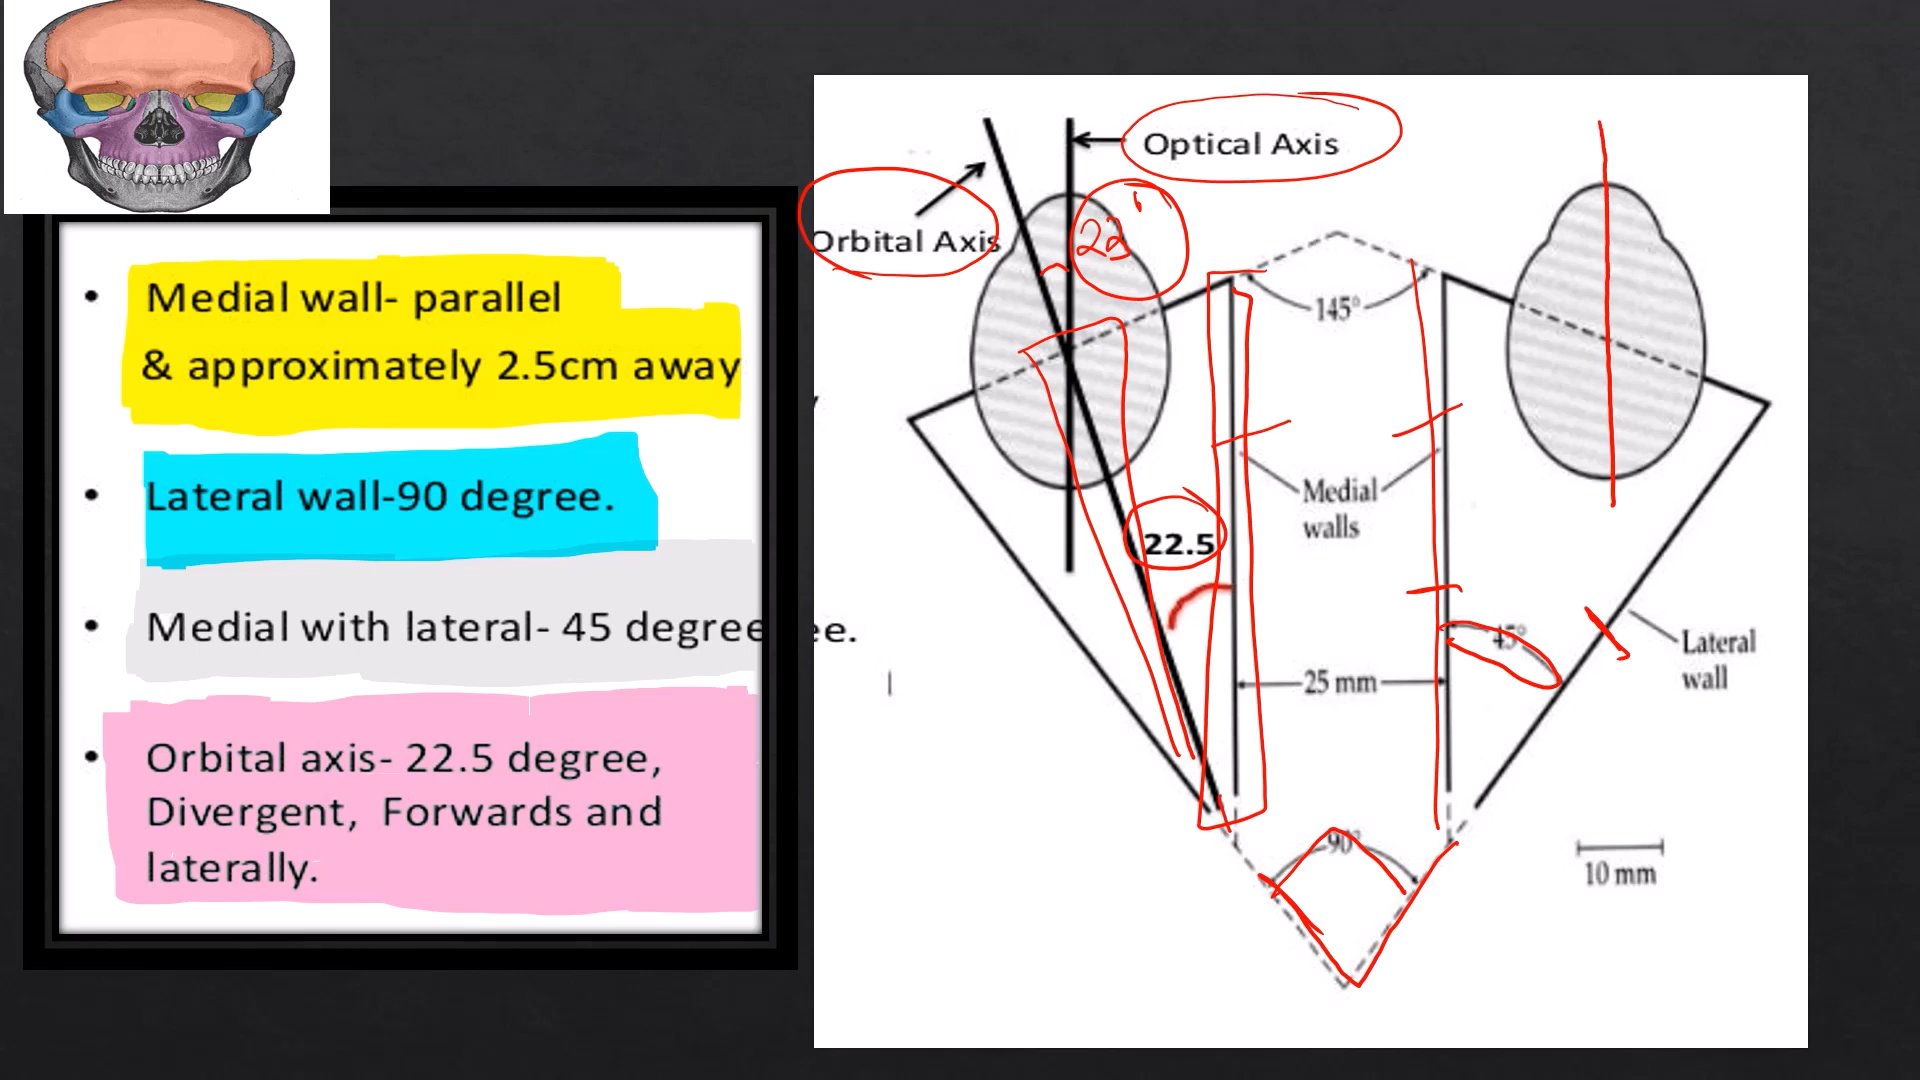 • Medial wall- parallel
& approximately 2.5cm away
• Lateral wall-90 degree.
• Medial with lateral- 45 degree
ee.
• Orbital axis- 22.5 degree,
Divergent, Forwards and
laterally.
Optical Axis
Orbital Axis
145°
Medial
walls
22.5
45°
Lateral
wall
25 mm
90°
10 mm